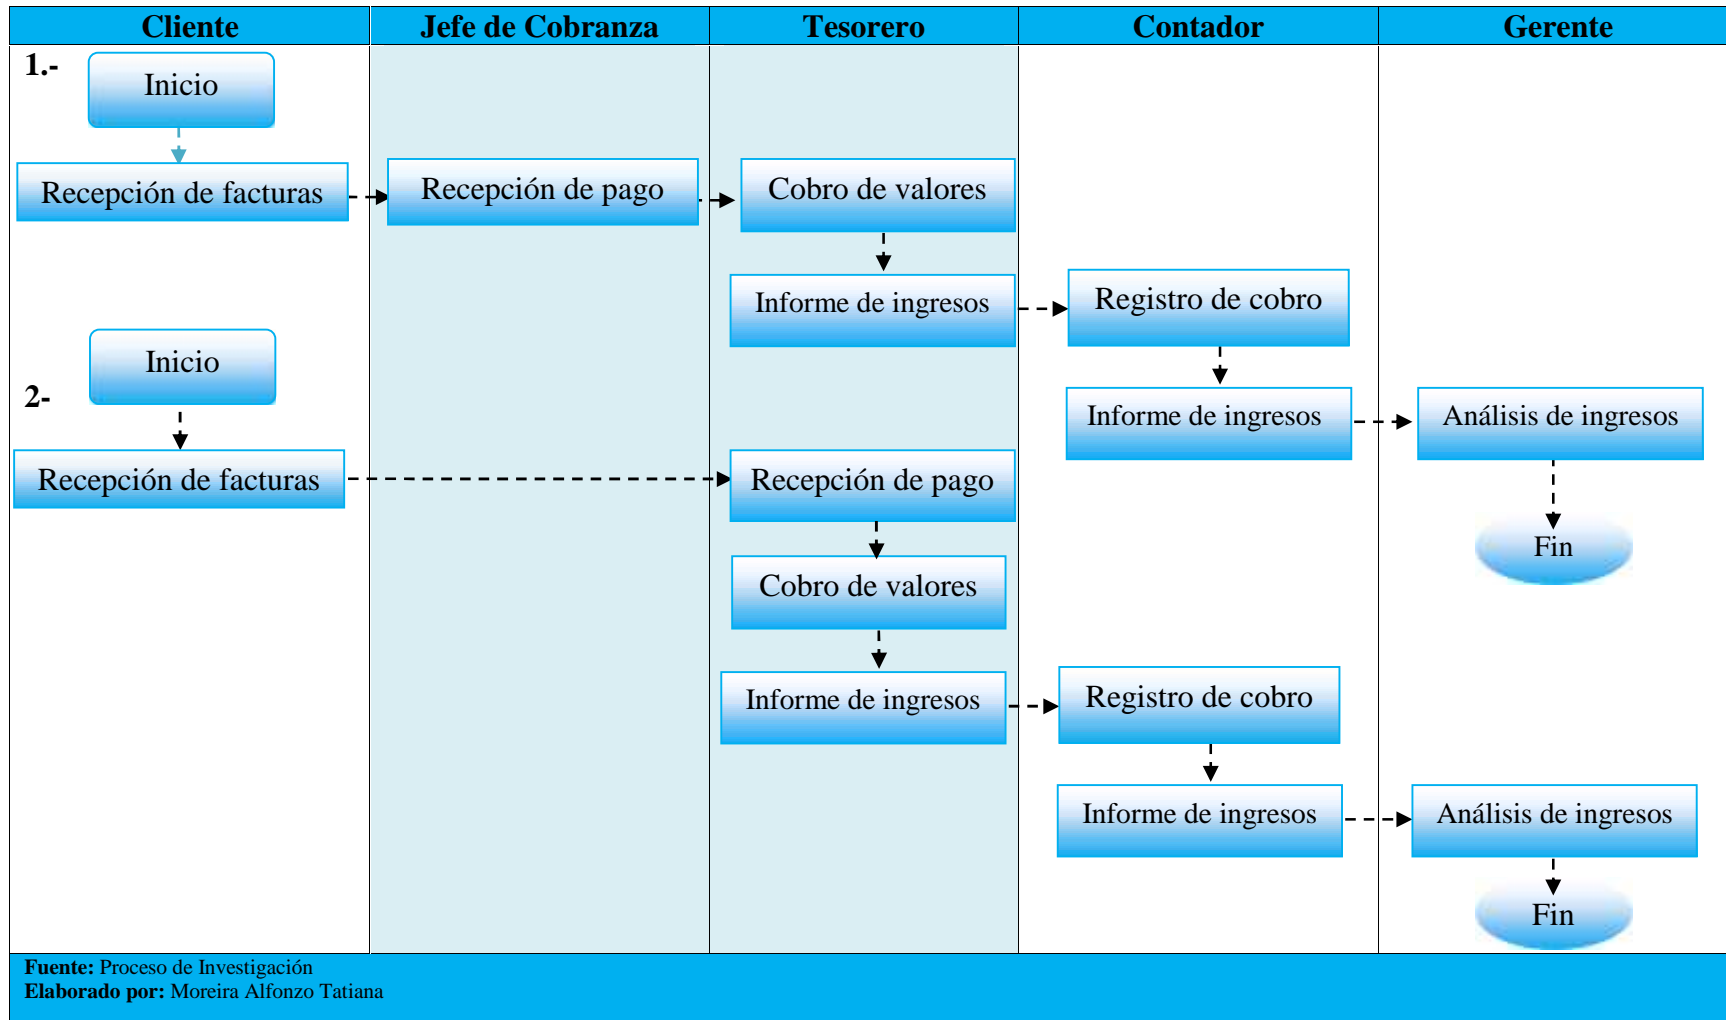 Cliente
Jefe de Cobranza
Tesorero
Contador
Gerente
1.-
Inicio
Recepción de facturas
Recepción de pago
Cobro de valores
Informe de ingresos
Registro de cobro
Informe de ingresos
Análisis de ingresos
Fin
2-
Inicio
Recepción de facturas
Recepción de pago
Cobro de valores
Informe de ingresos
Registro de cobro
Informe de ingresos
Análisis de ingresos
Fin
Fuente: Proceso de Investigación
Elaborado por: Moreira Alfonzo Tatiana